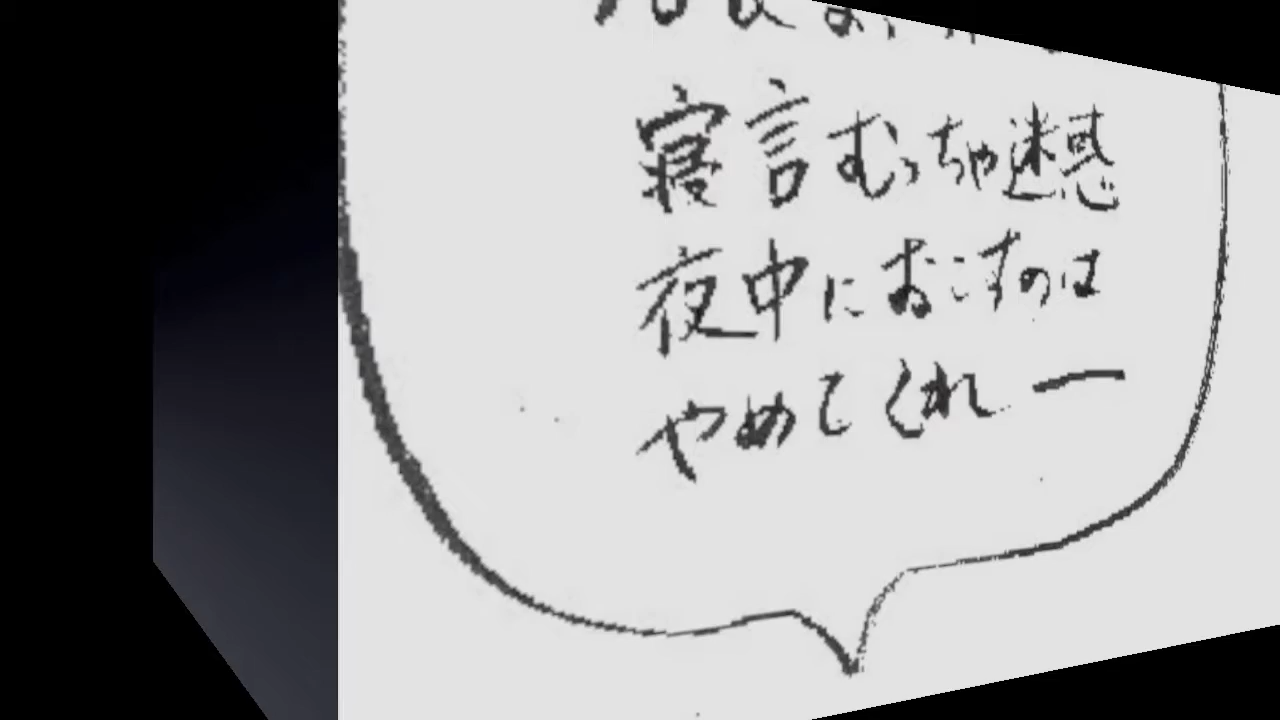 寝言むっちゃ迷惑
夜中におこすのは
やめてくれー